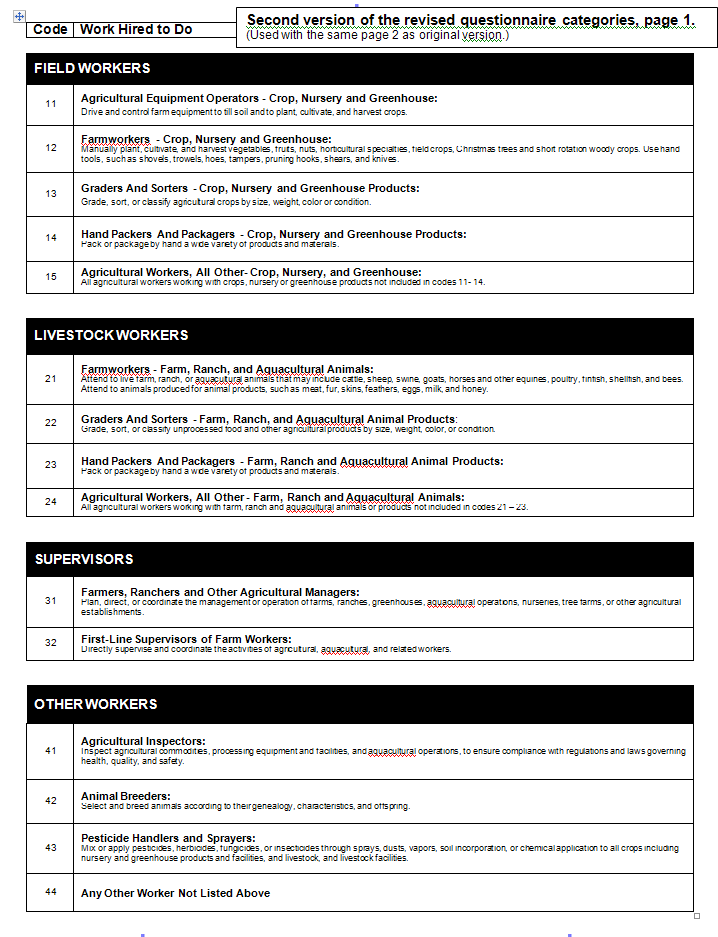 Second version of the revised questionnaire categories, page 1.
(Used with the same page 2 as original version.)
Code Work Hired to Do
FIELD WORKERS
11 Agricultural Equipment Operators - Crop, Nursery and Greenhouse:
Drive and control farm equipment to till soil and to plant, cultivate, and harvest crops.
12 Farmworkers - Crop, Nursery and Greenhouse:
Manually plant, cultivate, and harvest vegetables, fruits, nuts, horticultural specialties, field crops, Christmas trees and short rotation woody crops. Use hand
tools, such as shovels, trowels, hoes, tampers, pruning hooks, shears, and knives.
13 Graders And Sorters - Crop, Nursery and Greenhouse Products:
Grade, sort, or classify agricultural crops by size, weight, color or condition.
14 Hand Packers And Packagers - Crop, Nursery and Greenhouse Products:
Pack or package by hand a wide variety of products and materials.
15 Agricultural Workers, All Other- Crop, Nursery, and Greenhouse:
All agricultural workers working with crops, nursery or greenhouse products not included in codes 11- 14.
LIVESTOCK WORKERS
21 Farmworkers - Farm, Ranch, and Aquacultural Animals:
Attend to live farm, ranch, or aquacultural animals that may include cattle, sheep, swine, goats, horses and other equines, poultry, finfish, shellfish, and bees.
Attend to animals produced for animal products, such as meat, fur, skins, feathers, eggs, milk, and honey.
22 Graders And Sorters - Farm, Ranch, and Aquacultural Animal Products:
Grade, sort, or classify unprocessed food and other agricultural products by size, weight, color, or condition.
23 Hand Packers And Packagers - Farm, Ranch and Aquacultural Animal Products:
Pack or package by hand a wide variety of products and materials.
24 Agricultural Workers, All Other - Farm, Ranch and Aquacultural Animals:
All agricultural workers working with farm, ranch and aquacultural animals or products not included in codes 21 – 23.
SUPERVISORS
31 Farmers, Ranchers and Other Agricultural Managers:
Plan, direct, or coordinate the management or operation of farms, ranches, greenhouses, aquacultural operations, nurseries, tree farms, or other agricultural
establishments.
32 First-Line Supervisors of Farm Workers:
Directly supervise and coordinate the activities of agricultural, aquacultural, and related workers.
OTHER WORKERS
41 Agricultural Inspectors:
Inspect agricultural commodities, processing equipment and facilities, and aquacultural operations, to ensure compliance with regulations and laws governing
health, quality, and safety.
42 Animal Breeders:
Select and breed animals according to their genealogy, characteristics, and offspring.
43 Pesticide Handlers and Sprayers:
Mix or apply pesticides, herbicides, fungicides, or insecticides through sprays, dusts, vapors, soil incorporation, or chemical application to all crops including
nursery and greenhouse products and facilities, and livestock, and livestock facilities.
44 Any Other Worker Not Listed Above